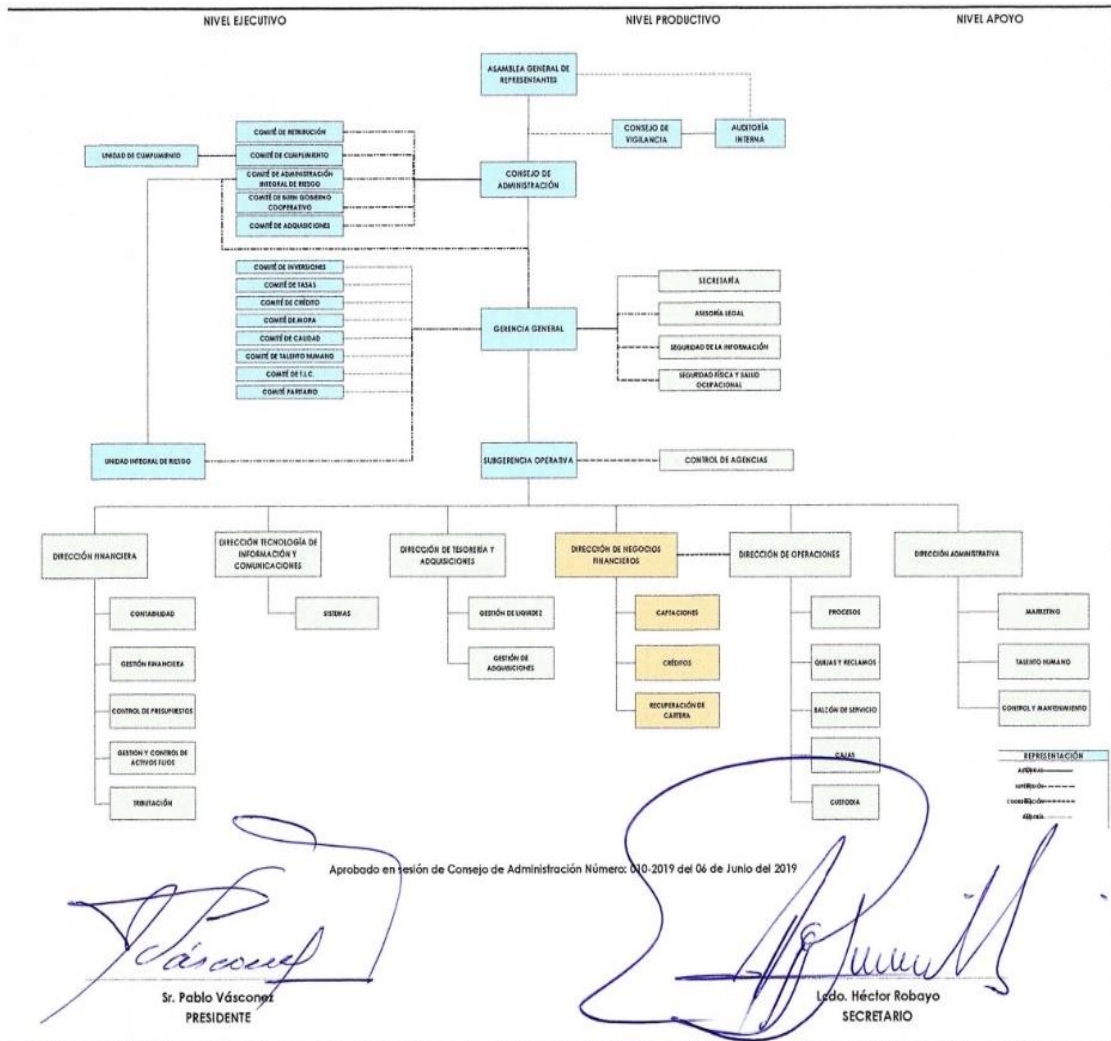 NIVEL EJECUTIVO
NIVEL PRODUCTIVO
NIVEL APOYO
ASAMBLEA GENERAL DE
REPRESENTANTES
CONSEJO DE
VIGILANCIA
AUDITORÍA
INTERNA
COMITÉ DE RETRIBUCIÓN
UNIDAD DE CUMPLIMIENTO
COMITÉ DE CUMPLIMIENTO
COMITÉ DE ADMINISTRACIÓN
INTEGRAL DE RIESGO
COMITÉ DE BUEN GOBIERNO
COOPERATIVO
COMITÉ DE ADQUISICIONES
CONSEJO DE
ADMINISTRACIÓN
COMITÉ DE INVERSIONES
COMITÉ DE TASAS
COMITÉ DE CRÉDITO
COMITÉ DE MORA
COMITÉ DE CALIDAD
COMITÉ DE TALENTO HUMANO
COMITÉ DE T.I.C.
COMITÉ PARITARIO
GERENCIA GENERAL
SECRETARÍA
ASESORÍA LEGAL
SEGURIDAD DE LA INFORMACIÓN
SEGURIDAD FÍSICA Y SALUD
OCUPACIONAL
UNIDAD INTEGRAL DE RIESGO
SUBGERENCIA OPERATIVA
CONTROL DE AGENCIAS
DIRECCIÓN FINANCIERA
DIRECCIÓN TECNOLOGÍA DE
INFORMACIÓN Y
COMUNICACIONES
DIRECCIÓN DE TESORERÍA Y
ADQUISICIONES
DIRECCIÓN DE NEGOCIOS
FINANCIEROS
DIRECCIÓN DE OPERACIONES
DIRECCIÓN ADMINISTRATIVA
CONTABILIDAD
GESTIÓN FINANCIERA
CONTROL DE PRESUPUESTOS
GESTION Y CONTROL DE
ACTIVOS FIJOS
TRIBUTACIÓN
SISTEMAS
GESTIÓN DE LIQUIDEZ
GESTIÓN DE
ADQUISICIONES
CAPTACIONES
CRÉDITOS
RECUPERACIÓN DE
CARTERA
PROCESOS
QUEJAS Y RECLAMOS
BALCÓN DE SERVICIO
CAJAS
CUSTODIA
MARKETING
TALENTO HUMANO
CONTROL Y MANTENIMIENTO
REPRESENTACIÓN
Aprobado en sesión de Consejo de Administración Número: 010-2019 del 06 de Junio del 2019
Sr. Pablo Vásconez
PRESIDENTE
Lcdo. Héctor Robayo
SECRETARIO